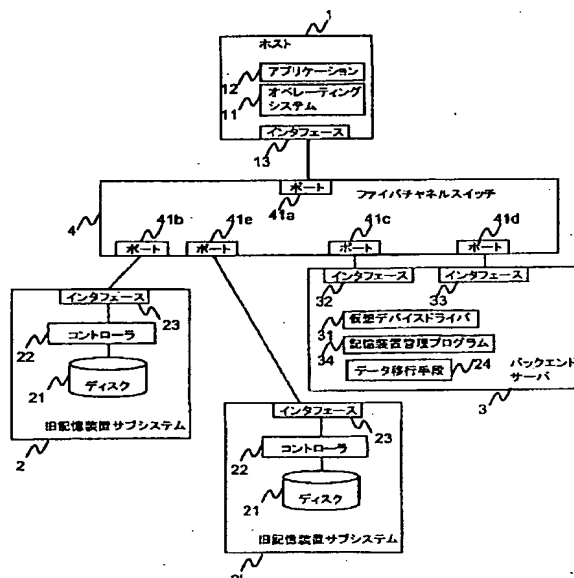 1
ホスト
12
アプリケーション
11
オペレーティング
システム
インタフェース
13
ポート
41a
ファイバチャネルスイッチ
4
41b
41e
41c
41d
ポート
ポート
ポート
ポート
インタフェース
23
22
コントローラ
21
ディスク
旧記憶装置サブシステム
2
インタフェース
インタフェース
32
33
仮想デバイスドライバ
31
記憶装置管理プログラム
34
データ移行手段
24
バックエンド
サーバ
3
インタフェース
23
22
コントローラ
21
ディスク
旧記憶装置サブシステム